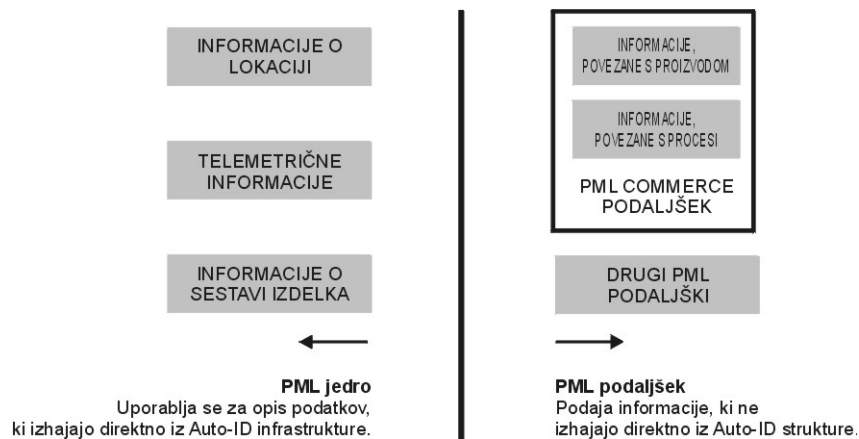 INFORMACIJE O
LOKACIJI
TELEMETRIČNE
INFORMACIJE
INFORMACIJE O
SESTAVI IZDELKA
PML jedro
Uporablja se za opis podatkov,
ki izhajajo direktno iz Auto-ID infrastrukture.
INFORMACIJE,
POVEZANE S PROIZVODOM
INFORMACIJE,
POVEZANE S PROCESI
PML COMMERCE
PODALJŠEK
DRUGI PML
PODALJŠKI
PML podaljšek
Podaja informacije, ki ne
izhajajo direktno iz Auto-ID strukture.